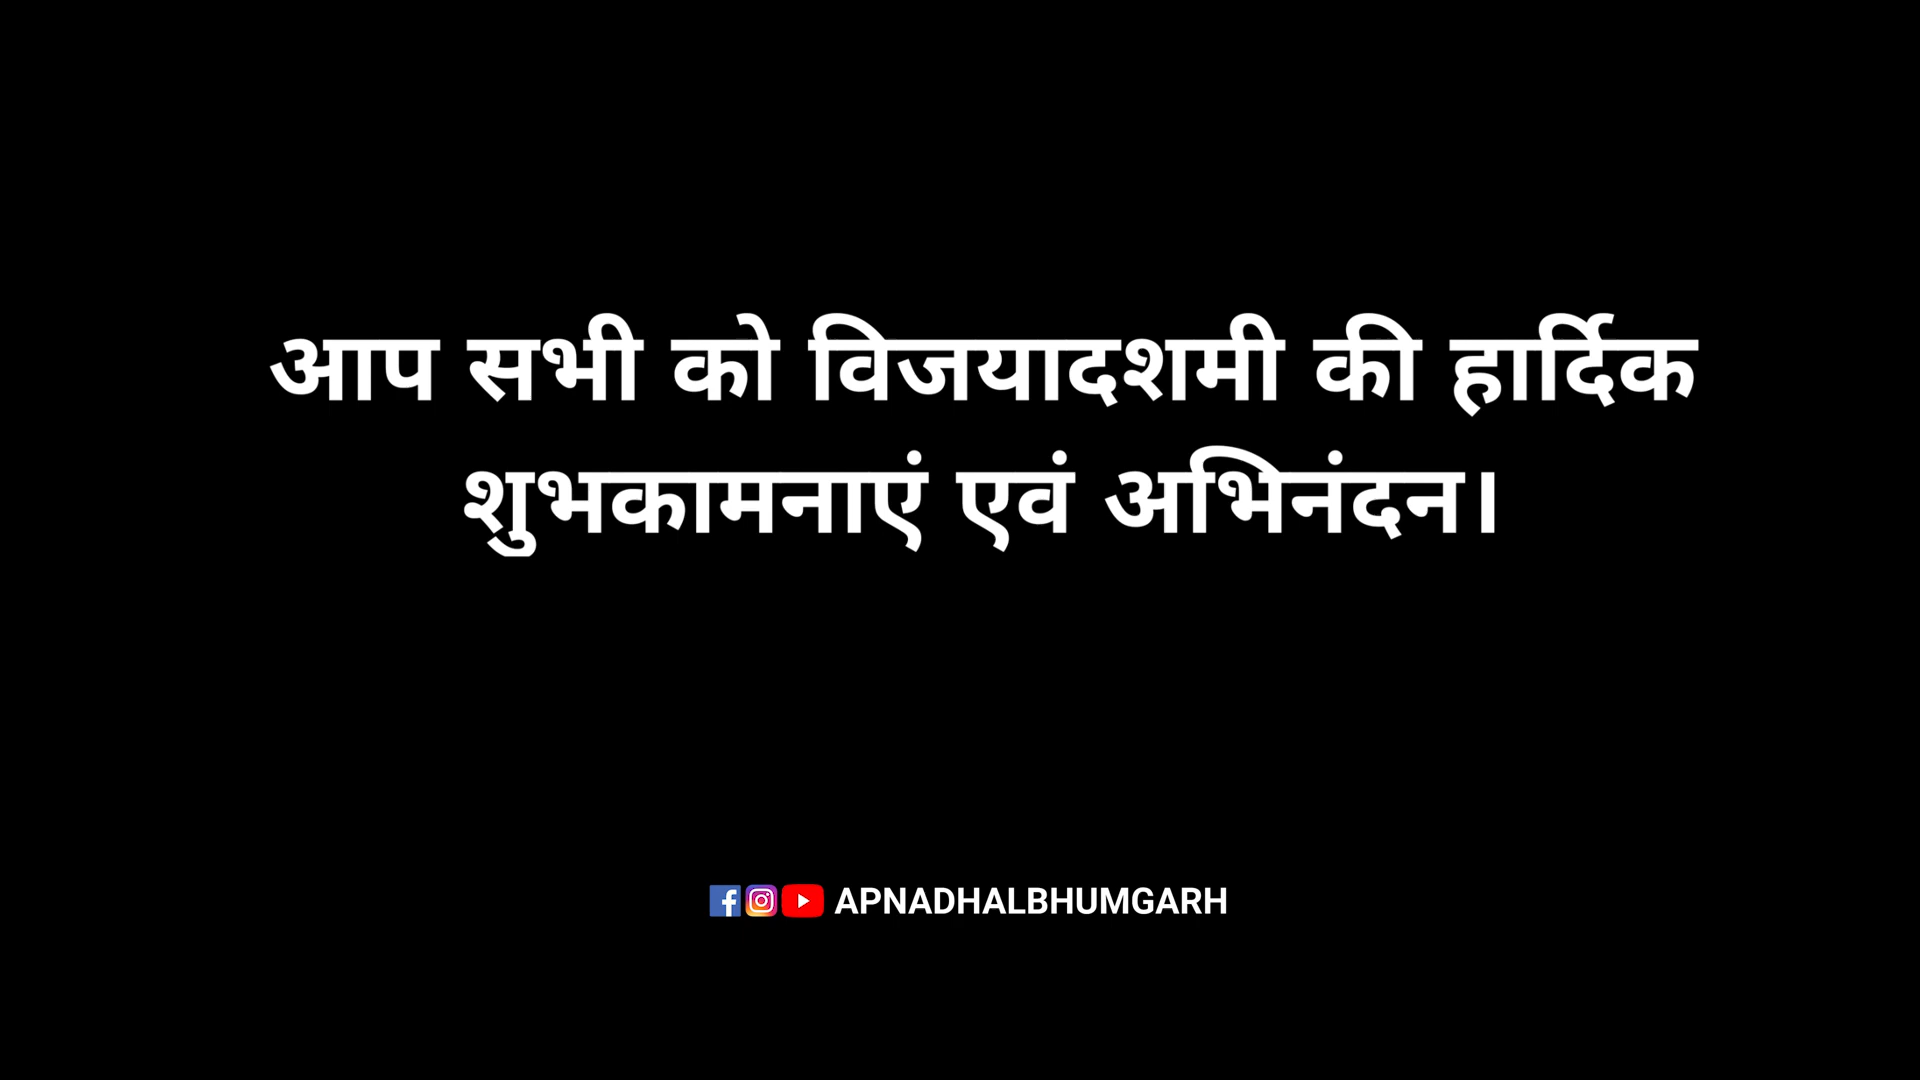 आप सभी को विजयादशमी की हार्दिक
शुभकामनाएं एवं अभिनंदन।
APNADHALBHUMGARH